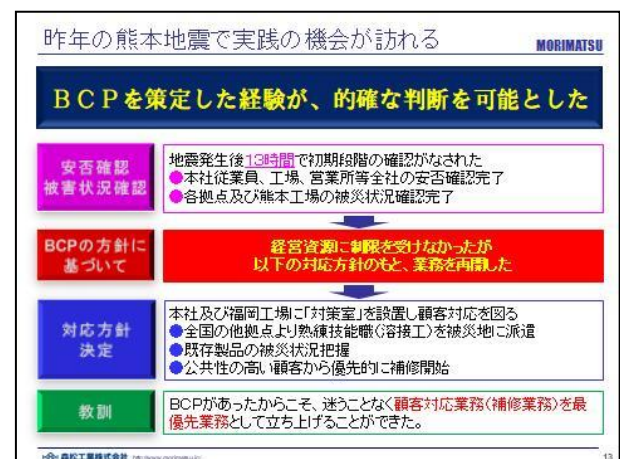 昨年の熊本地震で実践の機会が訪れる
MORIMATSU
BCPを策定した経験が、的確な判断を可能とした
安否確認
被害状況確認
地震発生後13時間で初期段階の確認がなされた
●本社従業員、工場、営業所等全社の安否確認完了
●各拠点及び熊本工場の被災状況確認完了
BCPの方針に
基づいて
経営資源に制限を受けなかったが
以下の対応方針のもと、業務を再開した
対応方針
決定
本社及び福岡工場に「対策室」を設置し顧客対応を図る
●全国の他拠点より熟練技能職(溶接工)を被災地に派遣
●既存製品の被災状況把握
●公共性の高い顧客から優先的に補修開始
教訓
BCPがあったからこそ、迷うことなく顧客対応業務(補修業務)を最
優先業務として立ち上げることができた。
森松工業株式会社
13